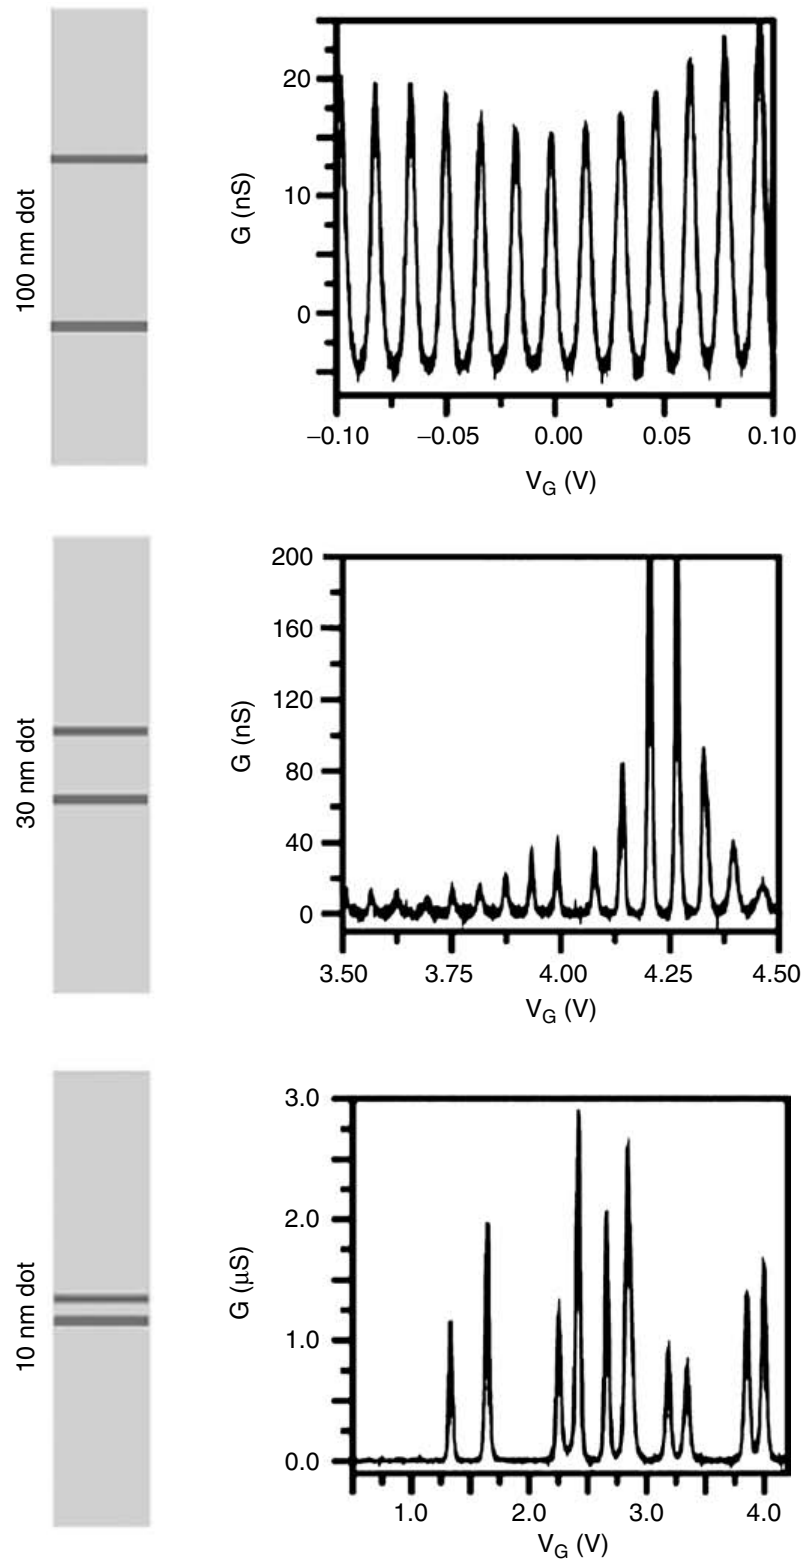 100 nm dot
G (nS)
20
10
0
−0.10 −0.05 0.00 0.05 0.10
V_G (V)
30 nm dot
G (nS)
200
160
120
80
40
0
3.50 3.75 4.00 4.25 4.50
V_G (V)
10 nm dot
G (μS)
3.0
2.0
1.0
0.0
1.0 2.0 3.0 4.0
V_G (V)